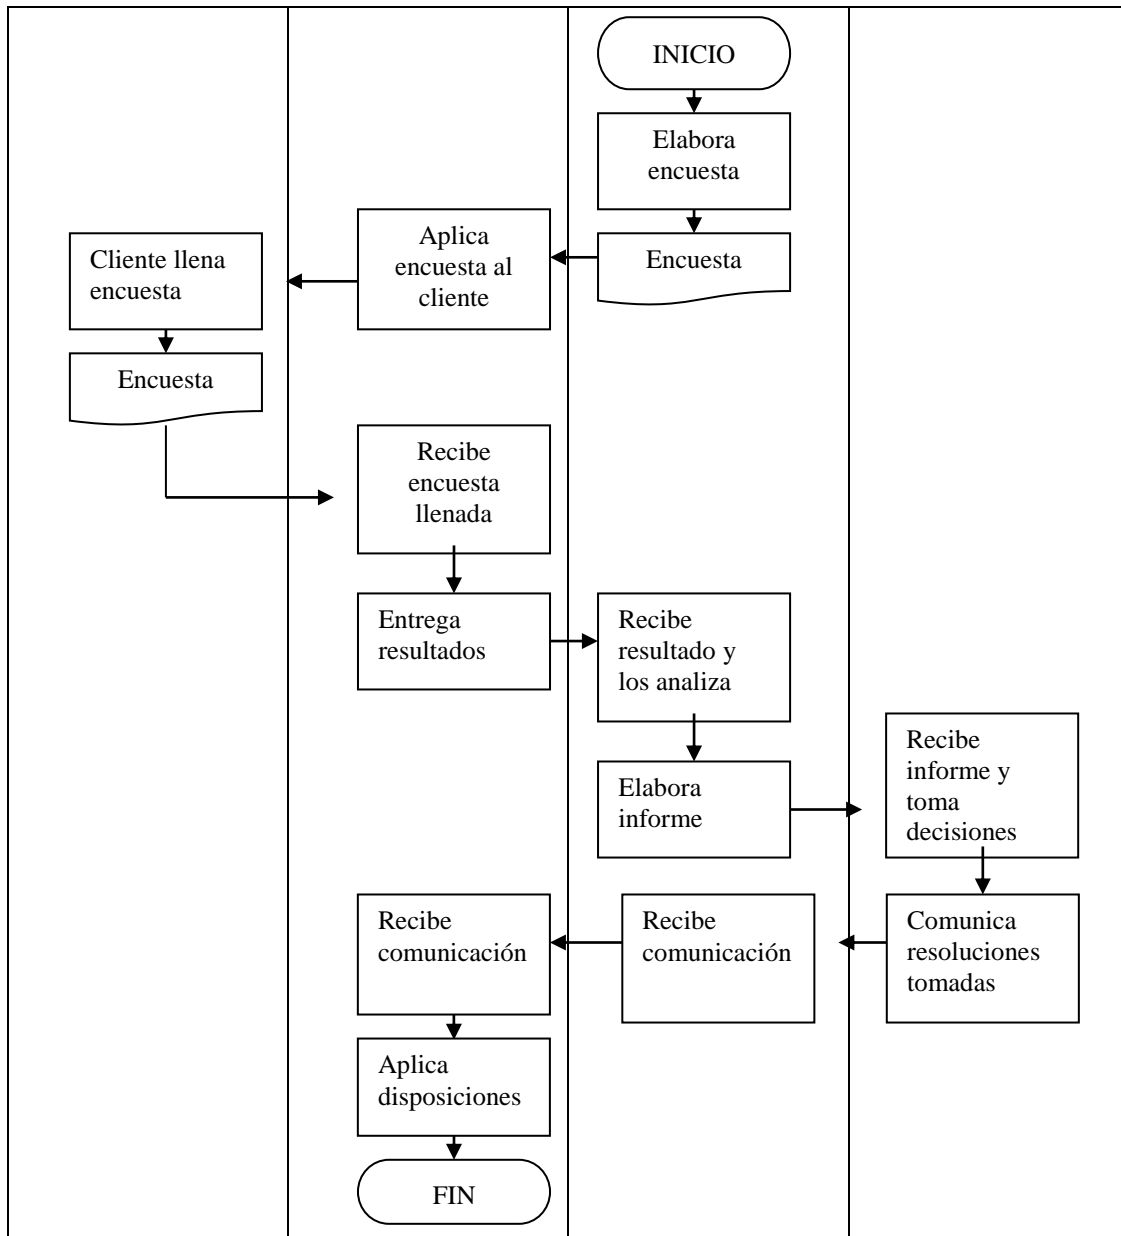 INICIO
Elabora
encuesta
Encuesta
Aplica
encuesta al
cliente
Cliente llena
encuesta
Encuesta
Recibe
encuesta
llenada
Entrega
resultados
Recibe
resultado y
los analiza
Elabora
informe
Recibe
informe y
toma
decisiones
Comunica
resoluciones
tomadas
Recibe
comunicación
Recibe
comunicación
Aplica
disposiciones
FIN